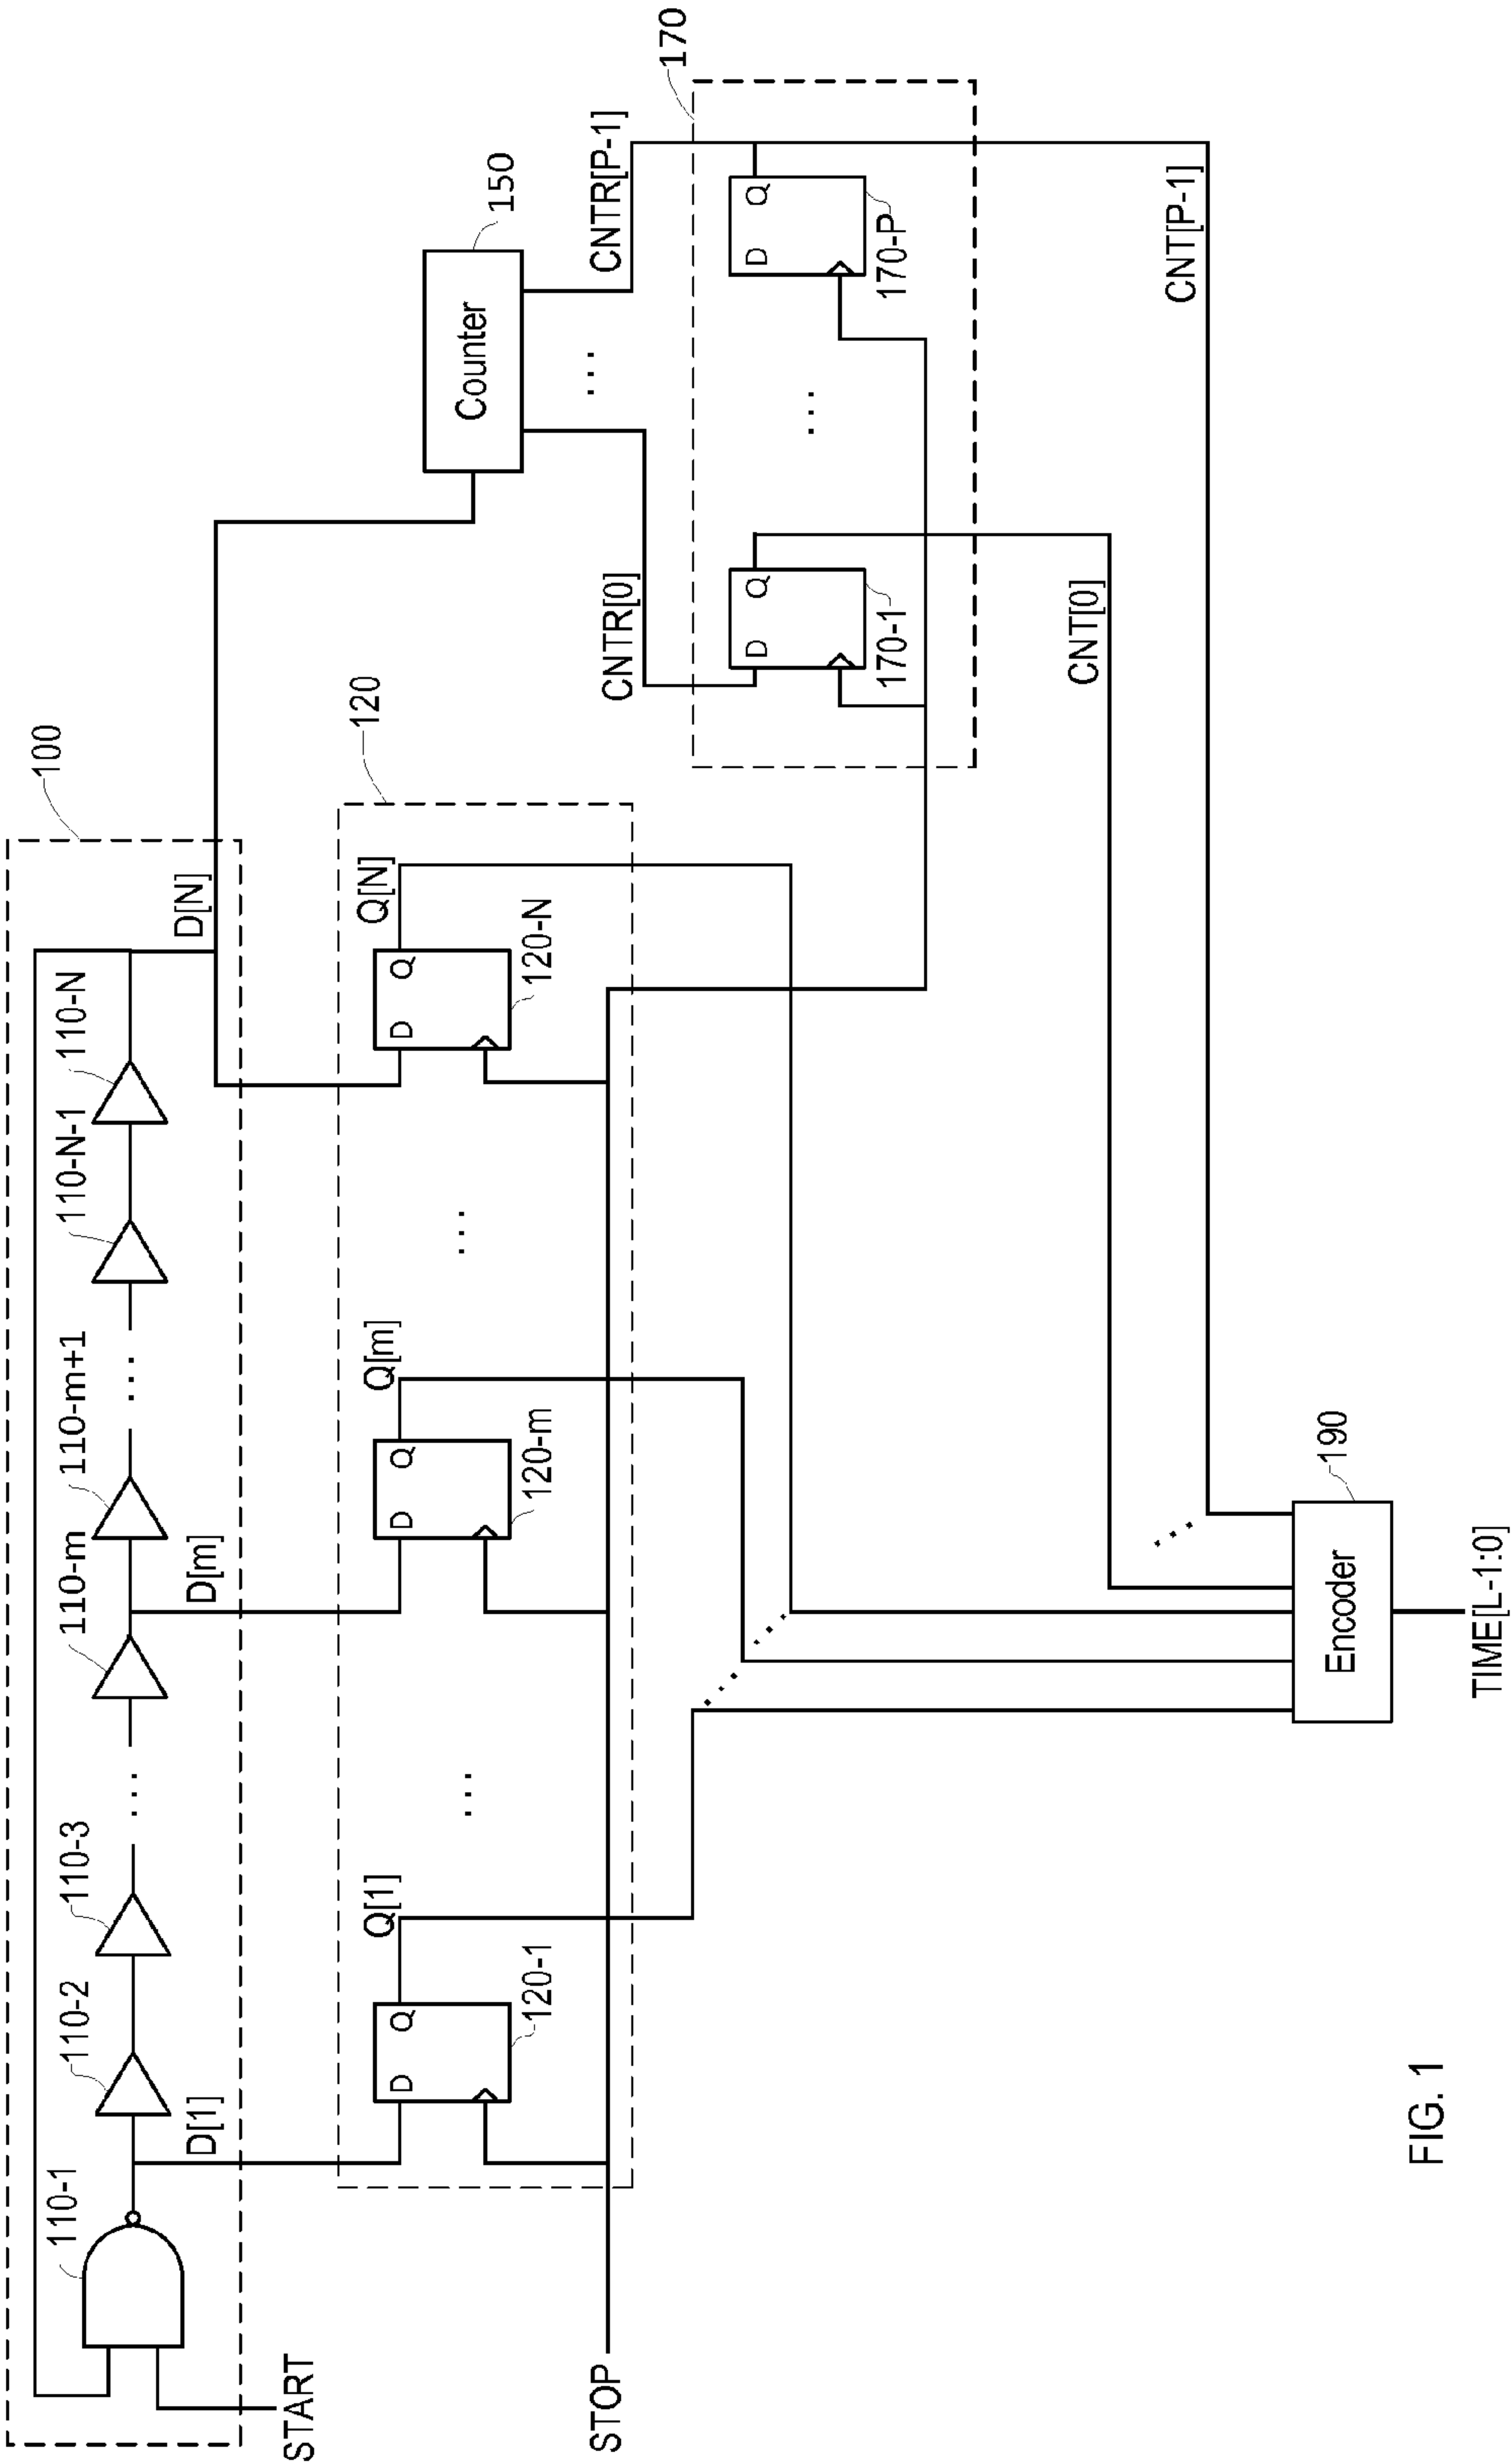 100
110-1
110-2
110-3
...
110-m
110-m+1
...
110-N-1
110-N
START
D[1]
D[m]
D[N]
120
Q[1]
Q[m]
Q[N]
D Q
120-1
...
D Q
120-m
...
D Q
120-N
STOP
Counter
150
CNTR[0]
...
CNTR[P-1]
170
D Q
170-1
...
D Q
170-P
CNT[0]
CNT[P-1]
Encoder
190
TIME[L-1:0]
FIG. 1